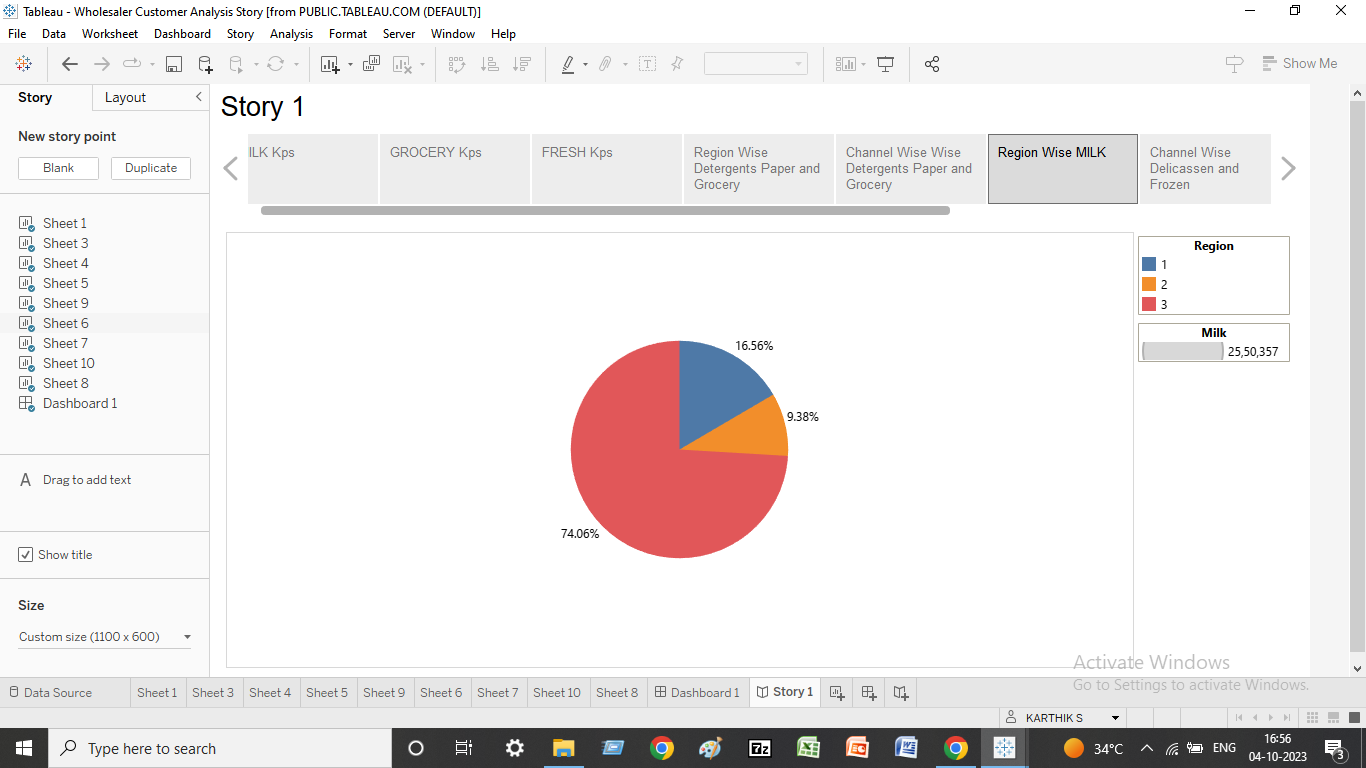 Tableau - Wholesaler Customer Analysis Story [from PUBLIC.TABLEAU.COM (DEFAULT)]
File Data Worksheet Dashboard Story Analysis Format Server Window Help
Show Me
Story Layout
New story point
Blank Duplicate
Sheet 1
Sheet 3
Sheet 4
Sheet 5
Sheet 9
Sheet 6
Sheet 7
Sheet 10
Sheet 8
Dashboard 1
A Drag to add text
Show title
Size
Custom size (1100 x 600)
Story 1
ILK Kps
GROCERY Kps
FRESH Kps
Region Wise
Detergents Paper and
Grocery
Channel Wise Wise
Detergents Paper and
Grocery
Region Wise MILK
Channel Wise
Delicassen and
Frozen
16.56%
9.38%
74.06%
Region
1
2
3
Milk
25,50,357
Activate Windows
Go to Settings to activate Windows.
Data Source Sheet 1 Sheet 3 Sheet 4 Sheet 5 Sheet 9 Sheet 6 Sheet 7 Sheet 10 Sheet 8 Dashboard 1 Story 1
KARTHIK S
Type here to search
7z
34°C
ENG
16:56
04-10-2023
3